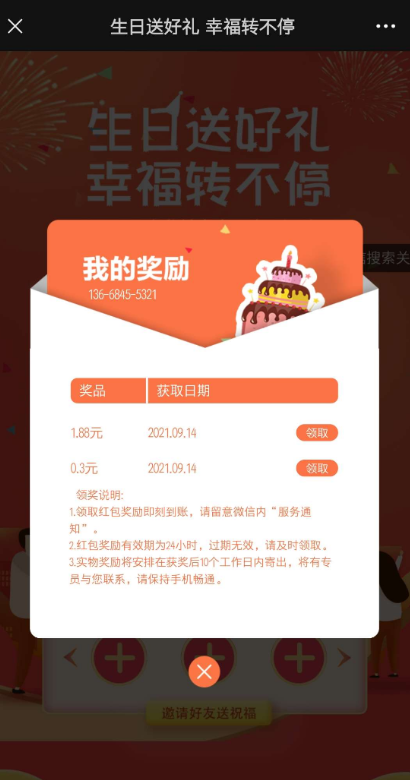 生日送好礼 幸福转不停
生日送好礼
幸福转不停
搜索关
我的奖励
136-6845-5321
奖品 获取日期
1.88元 2021.09.14 领取
0.3元 2021.09.14 领取
领奖说明:
1.领取红包奖励即刻到账，请留意微信内“服务通
知”。
2.红包奖励有效期为24小时，过期无效，请及时领取。
3.实物奖励将安排在获奖后10个工作日内寄出，将有专
员与您联系，请保持手机畅通。
邀请好友送祝福